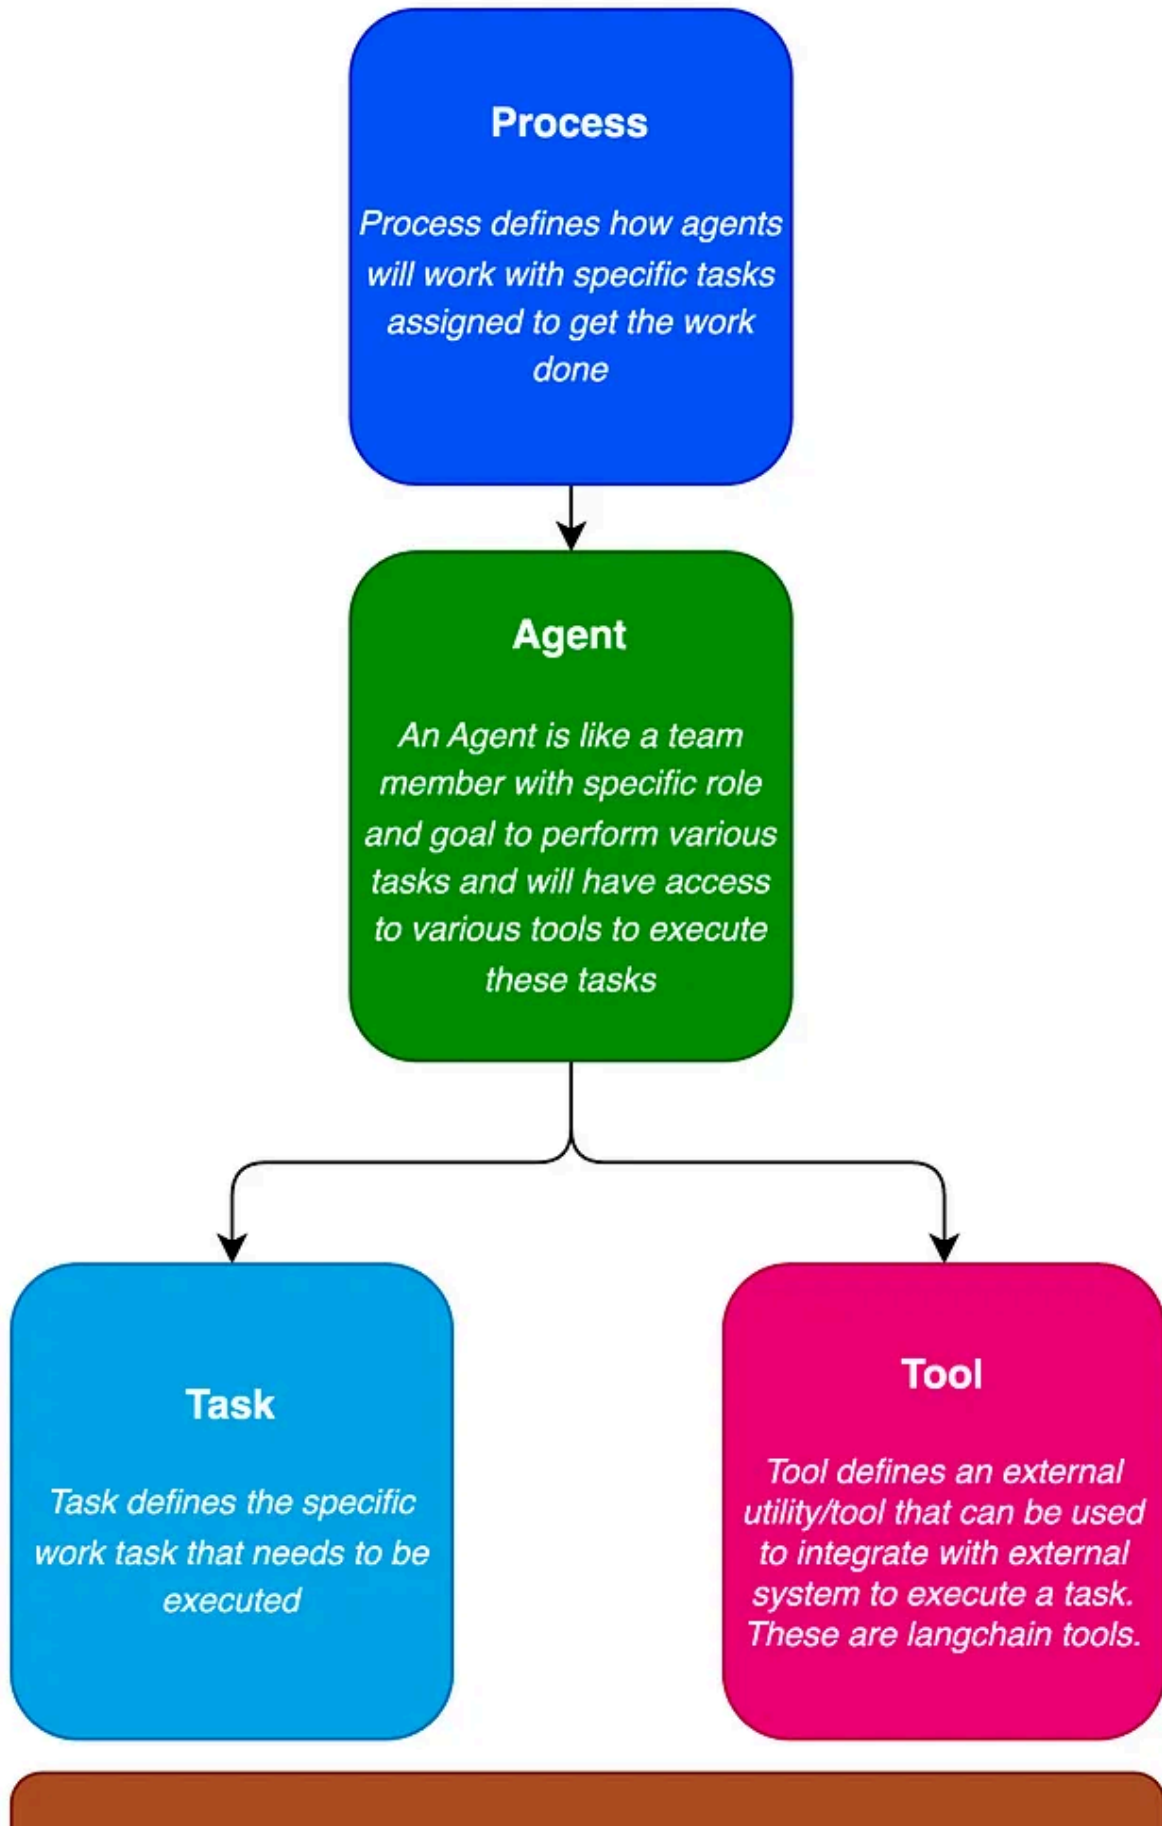 Process
Process defines how agents
will work with specific tasks
assigned to get the work
done
Agent
An Agent is like a team
member with specific role
and goal to perform various
tasks and will have access
to various tools to execute
these tasks
Task
Task defines the specific
work task that needs to be
executed
Tool
Tool defines an external
utility/tool that can be used
to integrate with external
system to execute a task.
These are langchain tools.